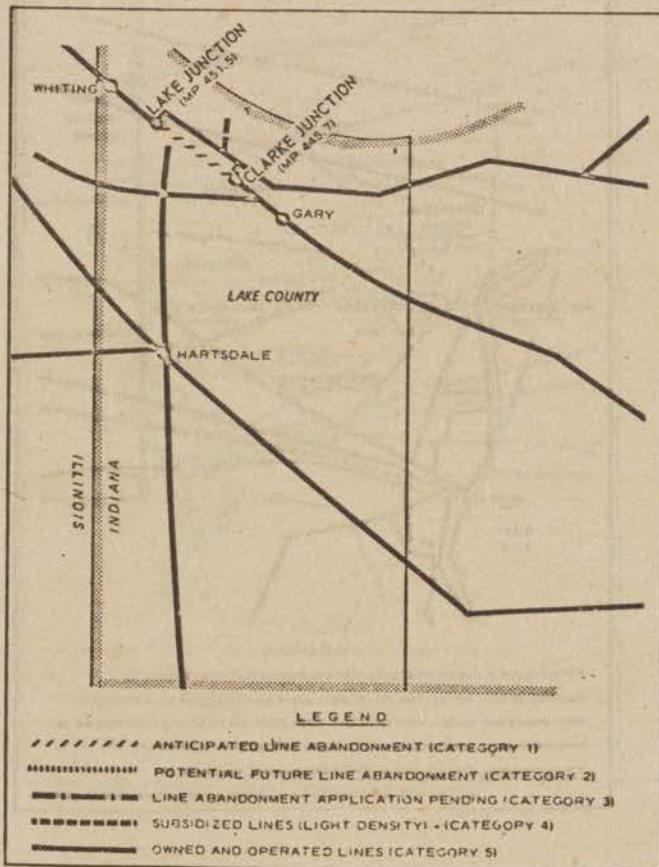 WHITING
LAKE JUNCTION
(MP 451.5)
CLARKE JUNCTION
(MP 445.7)
GARY
LAKE COUNTY
HARTSDALE
ILLINOIS
INDIANA
LEGEND
ANTICIPATED LINE ABANDONMENT (CATEGORY 1)
POTENTIAL FUTURE LINE ABANDONMENT (CATEGORY 2)
LINE ABANDONMENT APPLICATION PENDING (CATEGORY 3)
SUBSIDIZED LINES (LIGHT DENSITY) - (CATEGORY 4)
OWNED AND OPERATED LINES (CATEGORY 5)